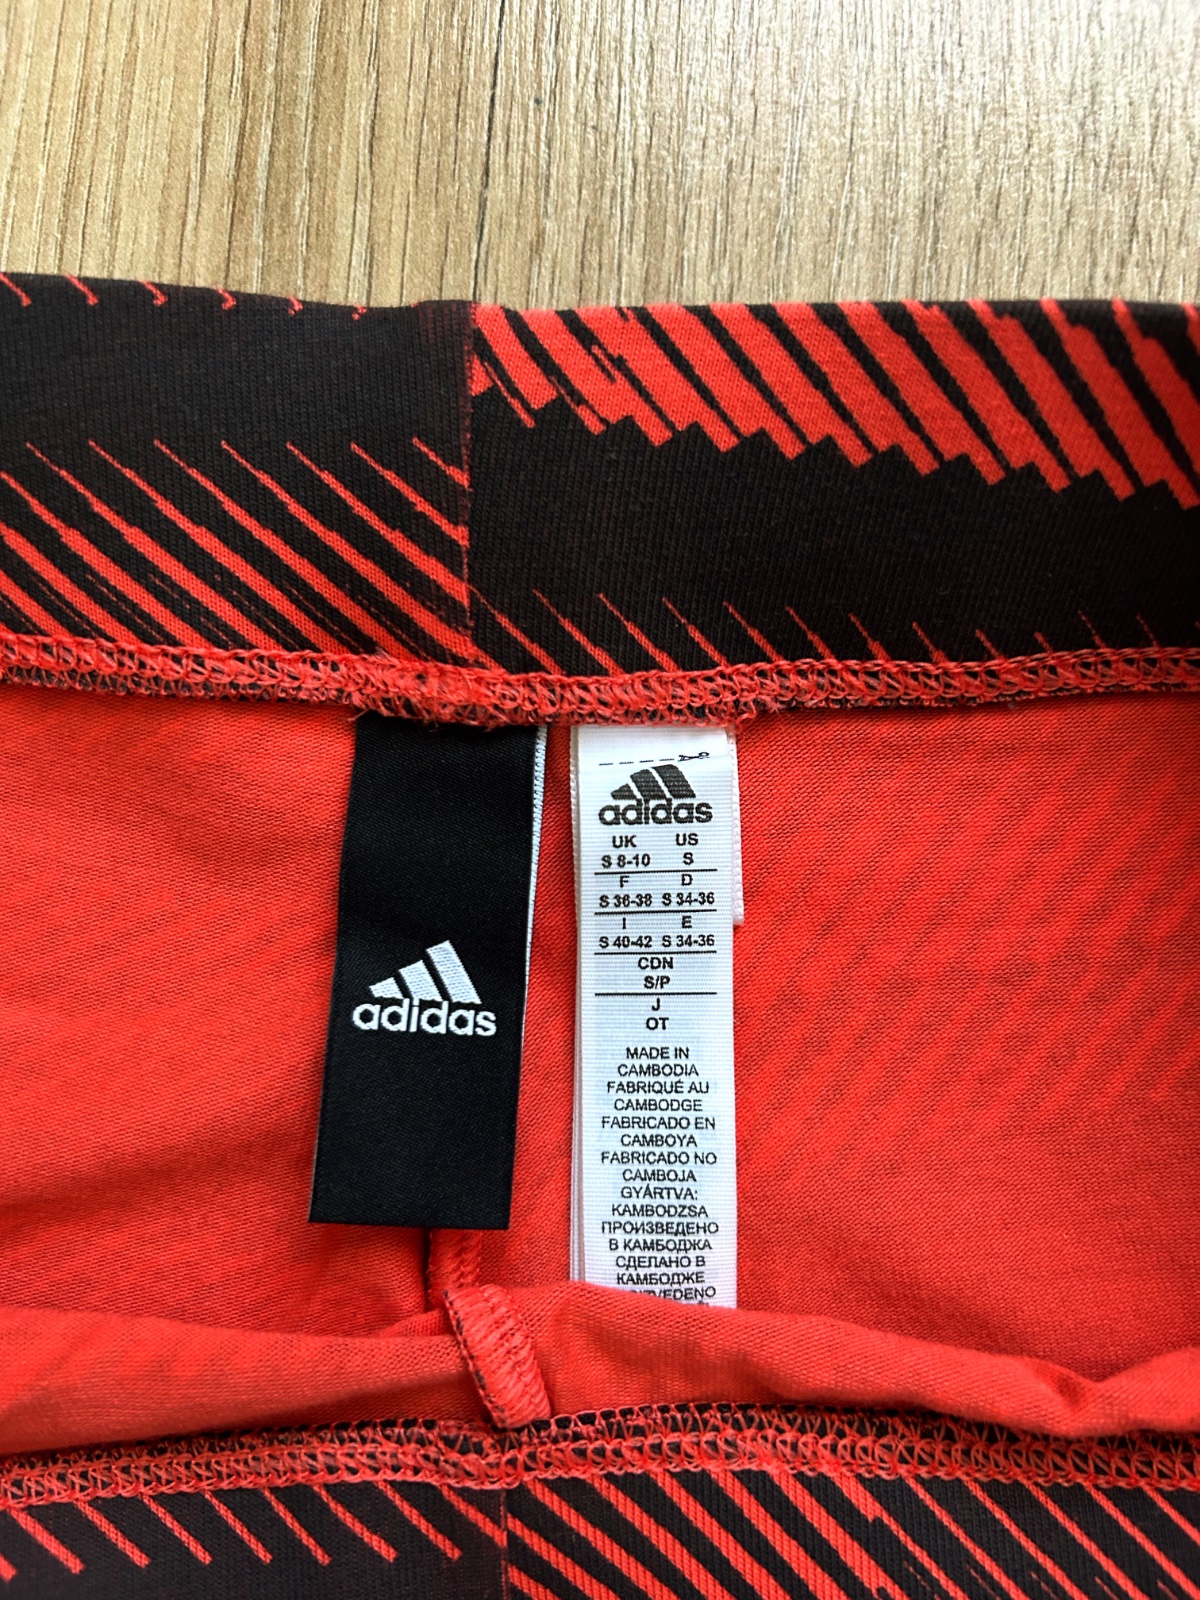 adidas
adidas
UK US
S 8-10 S
F D
S 36-38 S 34-36
I E
S 40-42 S 34-36
CDN
S/P
J
OT
MADE IN
CAMBODIA
FABRIQUÉ AU
CAMBODGE
FABRICADO EN
CAMBOYA
FABRICADO NO
CAMBOJA
GYÁRTVA:
KAMBODZSA
ПРОИЗВЕДЕНО
В КАМБОДЖА
СДЕЛАНО В
КАМБОДЖЕ